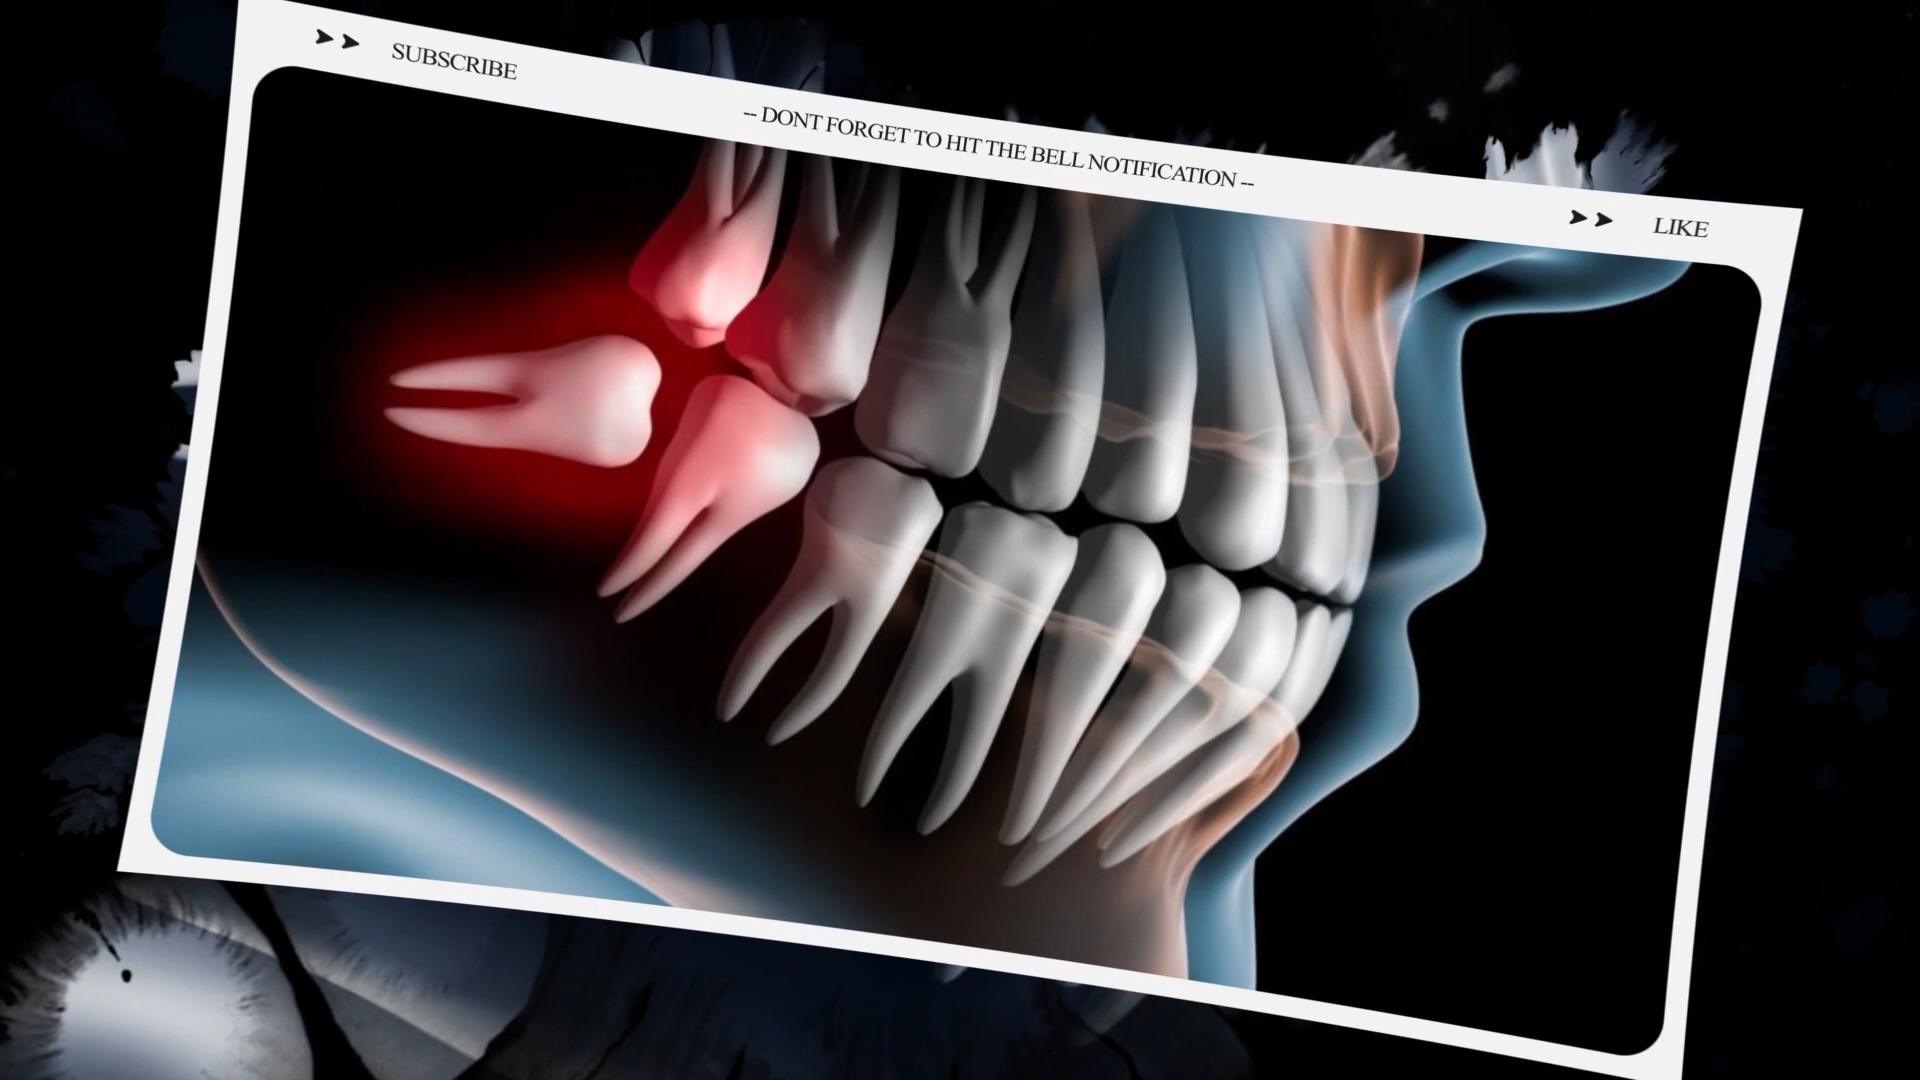 SUBSCRIBE
-- DONT FORGET TO HIT THE BELL NOTIFICATION --
LIKE